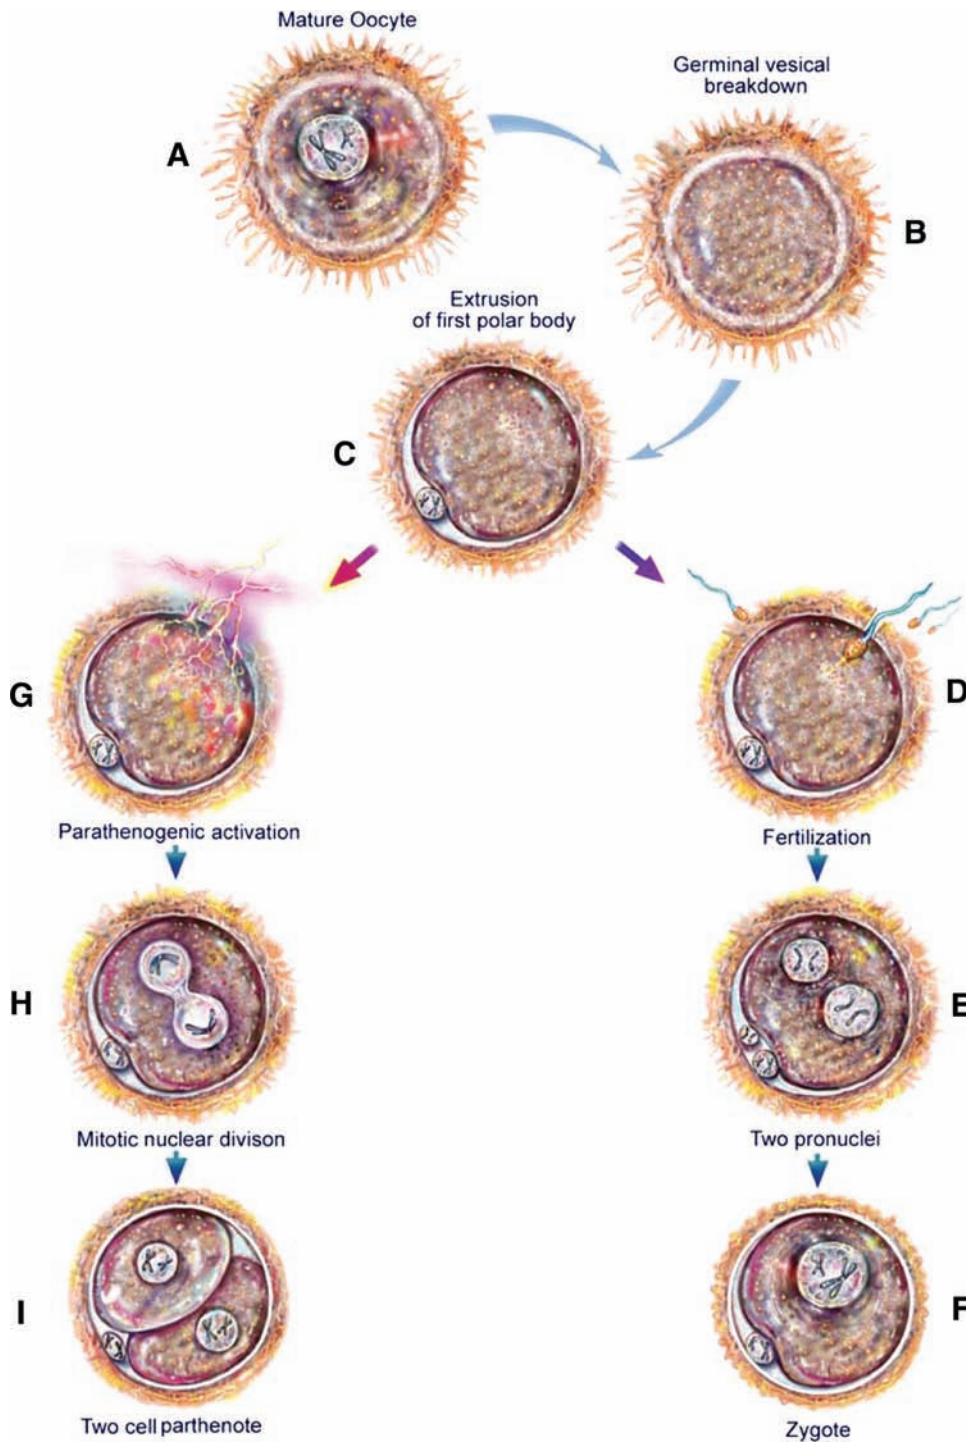 Mature Oocyte
A
Germinal vesical
breakdown
B
Extrusion
of first polar body
C
G
D
Parathenogenic activation
Fertilization
H
E
Mitotic nuclear divison
Two pronuclei
I
F
Two cell parthenote
Zygote